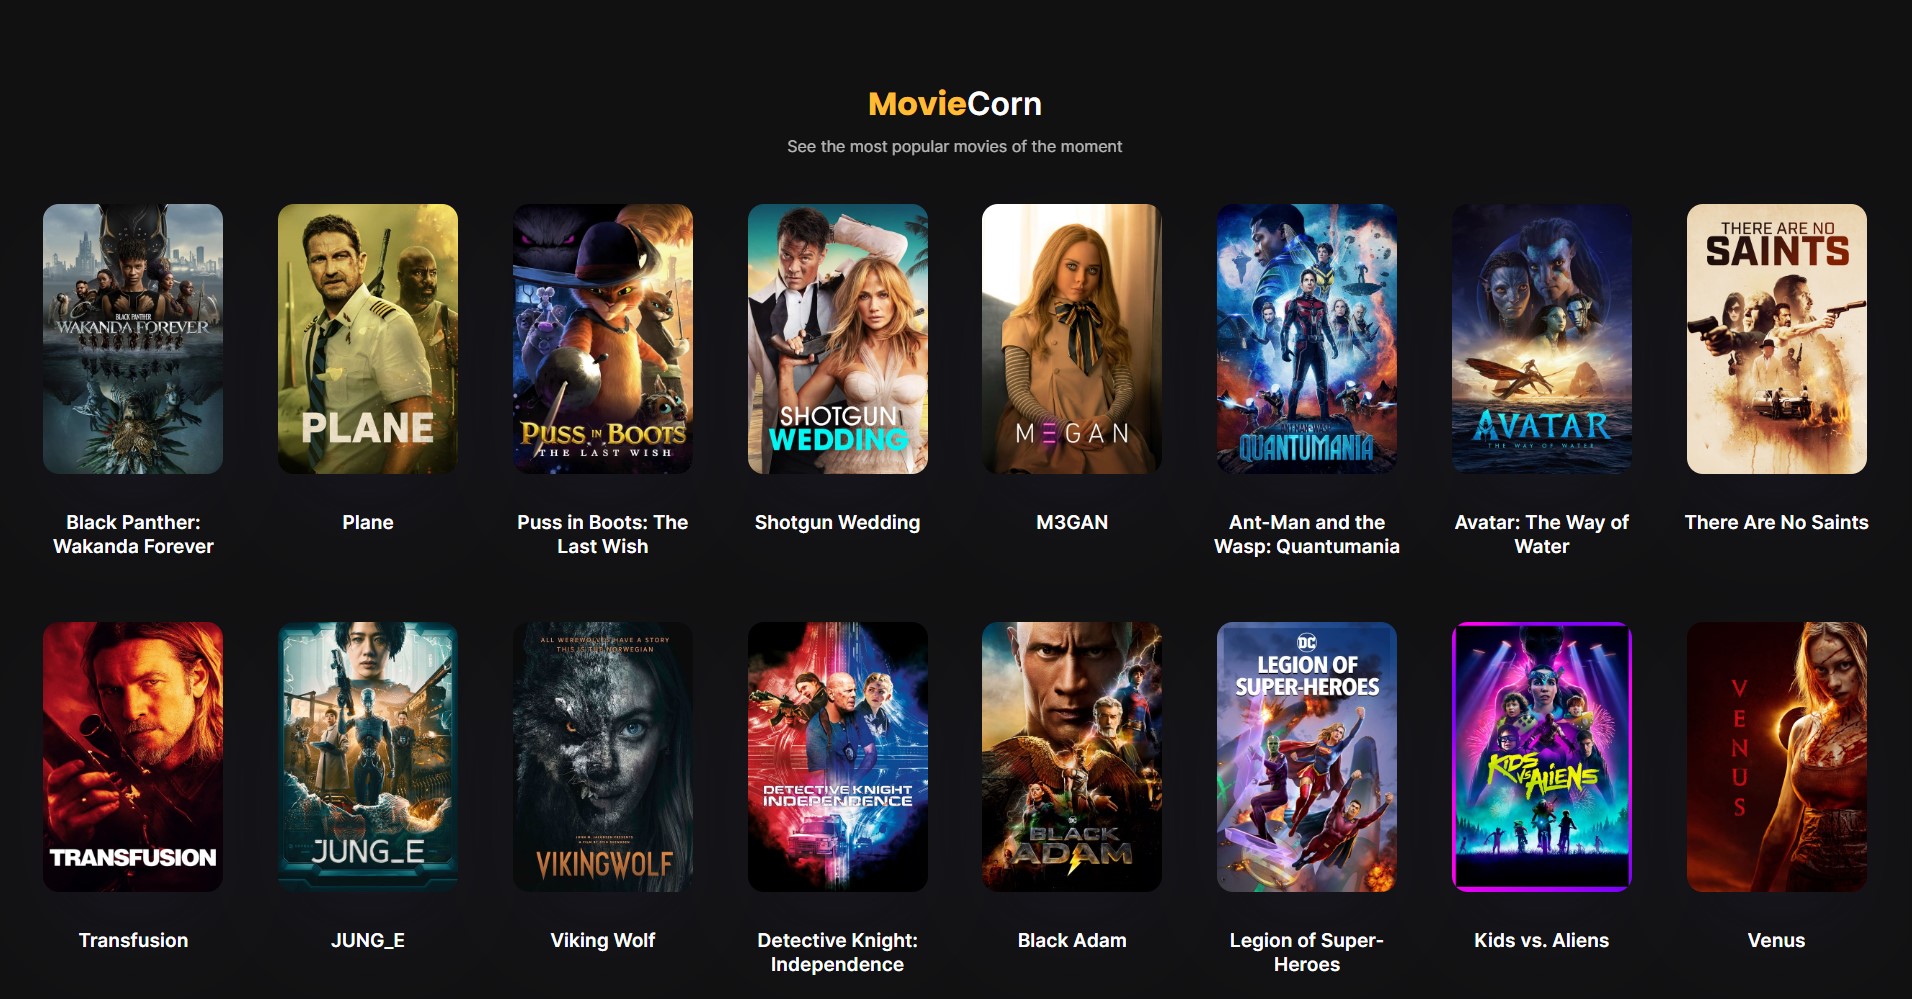 MovieCorn
See the most popular movies of the moment
BLACK PANTHER
WAKANDA FOREVER
PLANE
PUSS IN BOOTS
THE LAST WISH
SHOTGUN
WEDDING
M3GAN
ANT-MAN AND THE WASP
QUANTUMANIA
AVATAR
THE WAY OF WATER
THERE ARE NO
SAINTS
Black Panther:
Wakanda Forever
Plane
Puss in Boots: The
Last Wish
Shotgun Wedding
M3GAN
Ant-Man and the
Wasp: Quantumania
Avatar: The Way of
Water
There Are No Saints
TRANSFUSION
JUNG_E
ALL WEREWOLVES HAVE A STORY
THIS IS THE NORWEGIAN
VIKINGWOLF
DETECTIVE KNIGHT
INDEPENDENCE
DC
BLACK
ADAM
DC
LEGION OF
SUPER-HEROES
KIDS
VS ALIENS
VENUS
Transfusion
JUNG_E
Viking Wolf
Detective Knight:
Independence
Black Adam
Legion of Super-
Heroes
Kids vs. Aliens
Venus